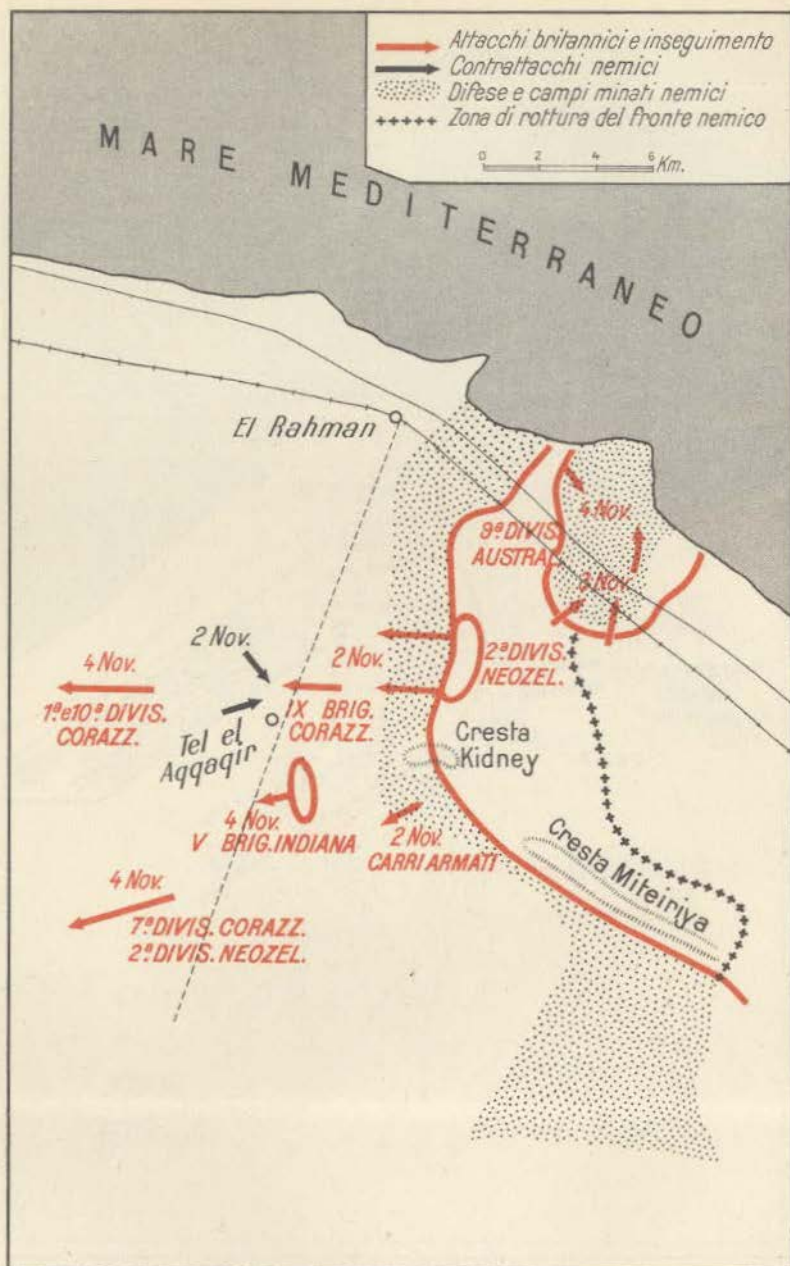 Attacchi britannici e inseguimento
Contrattacchi nemici
Difese e campi minati nemici
Zona di rottura del fronte nemico
0 2 4 6 Km.
MARE MEDITERRANEO
El Rahman
9ª DIVIS.
AUSTRAL.
4 Nov.
3 Nov.
2 Nov.
4 Nov.
1ª e 10ª DIVIS.
CORAZZ.
Tel el
Aqqaqir
2 Nov.
IX BRIG.
CORAZZ.
2ª DIVIS.
NEOZEL.
Cresta
Kidney
4 Nov.
V BRIG. INDIANA
2 Nov.
CARRI ARMATI
Cresta Miteiriya
4 Nov.
7ª DIVIS. CORAZZ.
2ª DIVIS. NEOZEL.